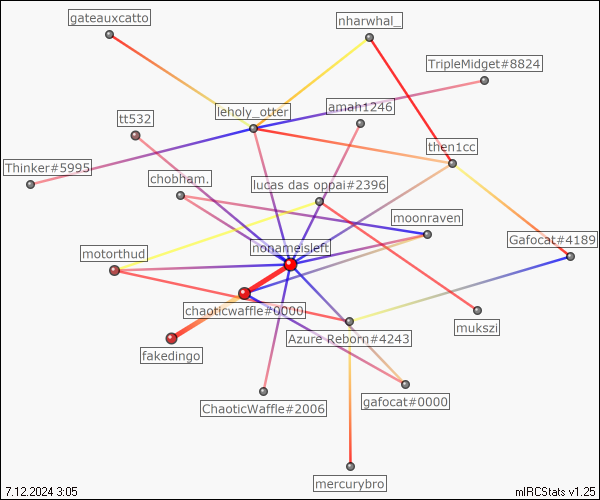 gateauxcatto
nharwhal_
TripleMidget#8824
leholy_otter
amah1246
tt532
then1cc
Thinker#5995
chobham.
lucas das oppai#2396
moonraven
nonameisleft
Gafocat#4189
motorthud
chaoticwaffle#0000
mukszi
Azure Reborn#4243
fakedingo
gafocat#0000
ChaoticWaffle#2006
mercurybro
7.12.2024 3:05
mIRCStats v1.25